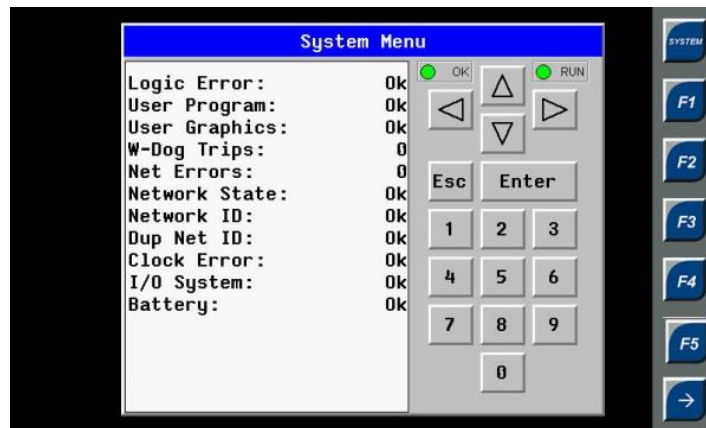 System Menu
Logic Error: Ok
User Program: Ok
User Graphics: Ok
W-Dog Trips: 0
Net Errors: 0
Network State: Ok
Network ID: Ok
Dup Net ID: Ok
Clock Error: Ok
I/O System: Ok
Battery: Ok
OK RUN
Esc Enter
1 2 3
4 5 6
7 8 9
0
SYSTEM
F1
F2
F3
F4
F5